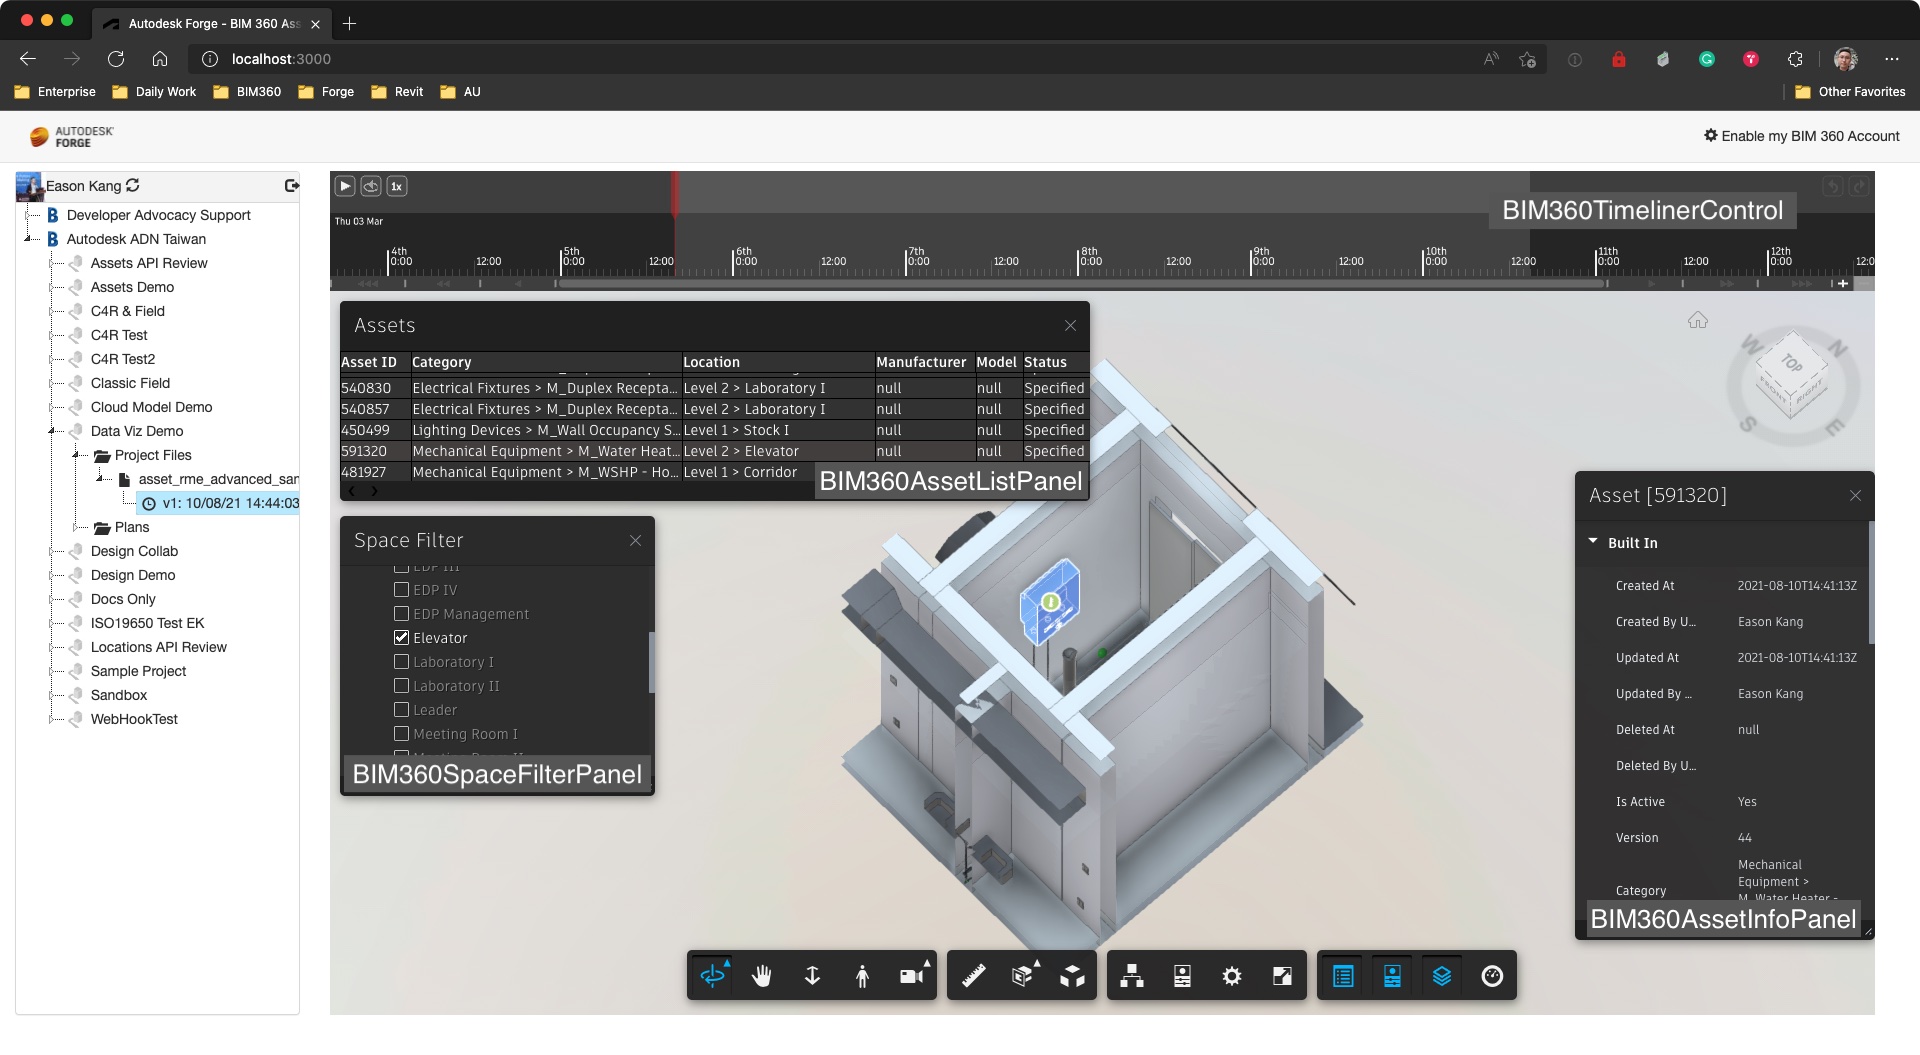 Autodesk Forge - BIM 360 Ass
localhost:3000
Enterprise Daily Work BIM360 Forge Revit AU Other Favorites
AUTODESK
FORGE
Enable my BIM 360 Account
Eason Kang
Developer Advocacy Support
Autodesk ADN Taiwan
Assets API Review
Assets Demo
C4R & Field
C4R Test
C4R Test2
Classic Field
Cloud Model Demo
Data Viz Demo
Project Files
asset_rme_advanced_sam
v1: 10/08/21 14:44:03
Plans
Design Collab
Design Demo
Docs Only
ISO19650 Test EK
Locations API Review
Sample Project
Sandbox
WebHookTest
1x
BIM360TimelinerControl
Thu 03 Mar
4th 5th 6th 7th 8th 9th 10th 11th 12th
0:00 12:00 0:00 12:00 0:00 12:00 0:00 12:00 0:00 12:00 0:00 12:00 0:00 12:00 0:00 12:00 0:00 12:0
Assets
Asset ID Category Location Manufacturer Model Status
540830 Electrical Fixtures > M_Duplex Recepta... Level 2 > Laboratory I null null Specified
540857 Electrical Fixtures > M_Duplex Recepta... Level 2 > Laboratory I null null Specified
450499 Lighting Devices > M_Wall Occupancy S... Level 1 > Stock I null null Specified
591320 Mechanical Equipment > M_Water Heat... Level 2 > Elevator null null Specified
481927 Mechanical Equipment > M_WSHP - Ho... Level 1 > Corridor
BIM360AssetListPanel
Space Filter
EDP III
EDP IV
EDP Management
Elevator
Laboratory I
Laboratory II
Leader
Meeting Room I
Meeting Room II
BIM360SpaceFilterPanel
W N S E
TOP
FRONT RIGHT
Asset [591320]
Built In
Created At 2021-08-10T14:41:13Z
Created By U... Eason Kang
Updated At 2021-08-10T14:41:13Z
Updated By ... Eason Kang
Deleted At null
Deleted By U...
Is Active Yes
Version 44
Category Mechanical
Equipment >
M_Water Heater -
BIM360AssetInfoPanel